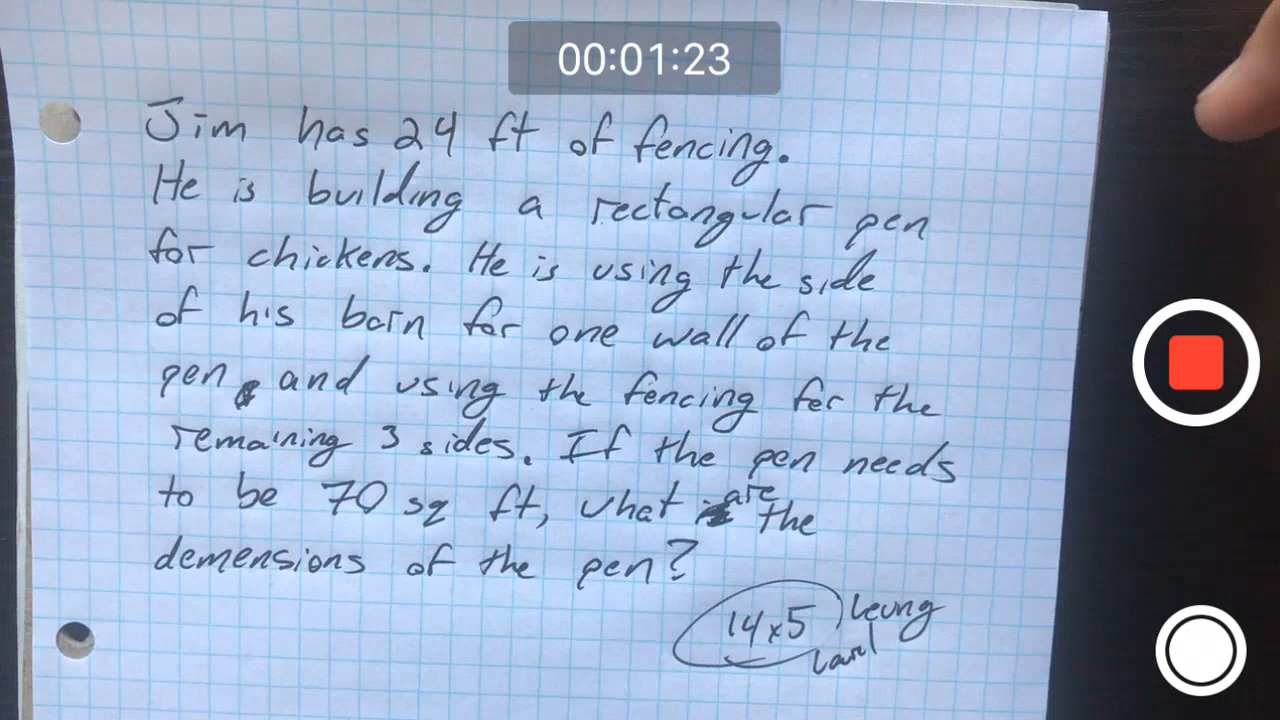 00:01:23
Jim has 24 ft of fencing.
He is building a rectangular pen
for chickens. He is using the side
of his barn for one wall of the
pen and using the fencing for the
remaining 3 sides. If the pen needs
to be 70 sq ft, what are the
demensions of the pen?
14x5